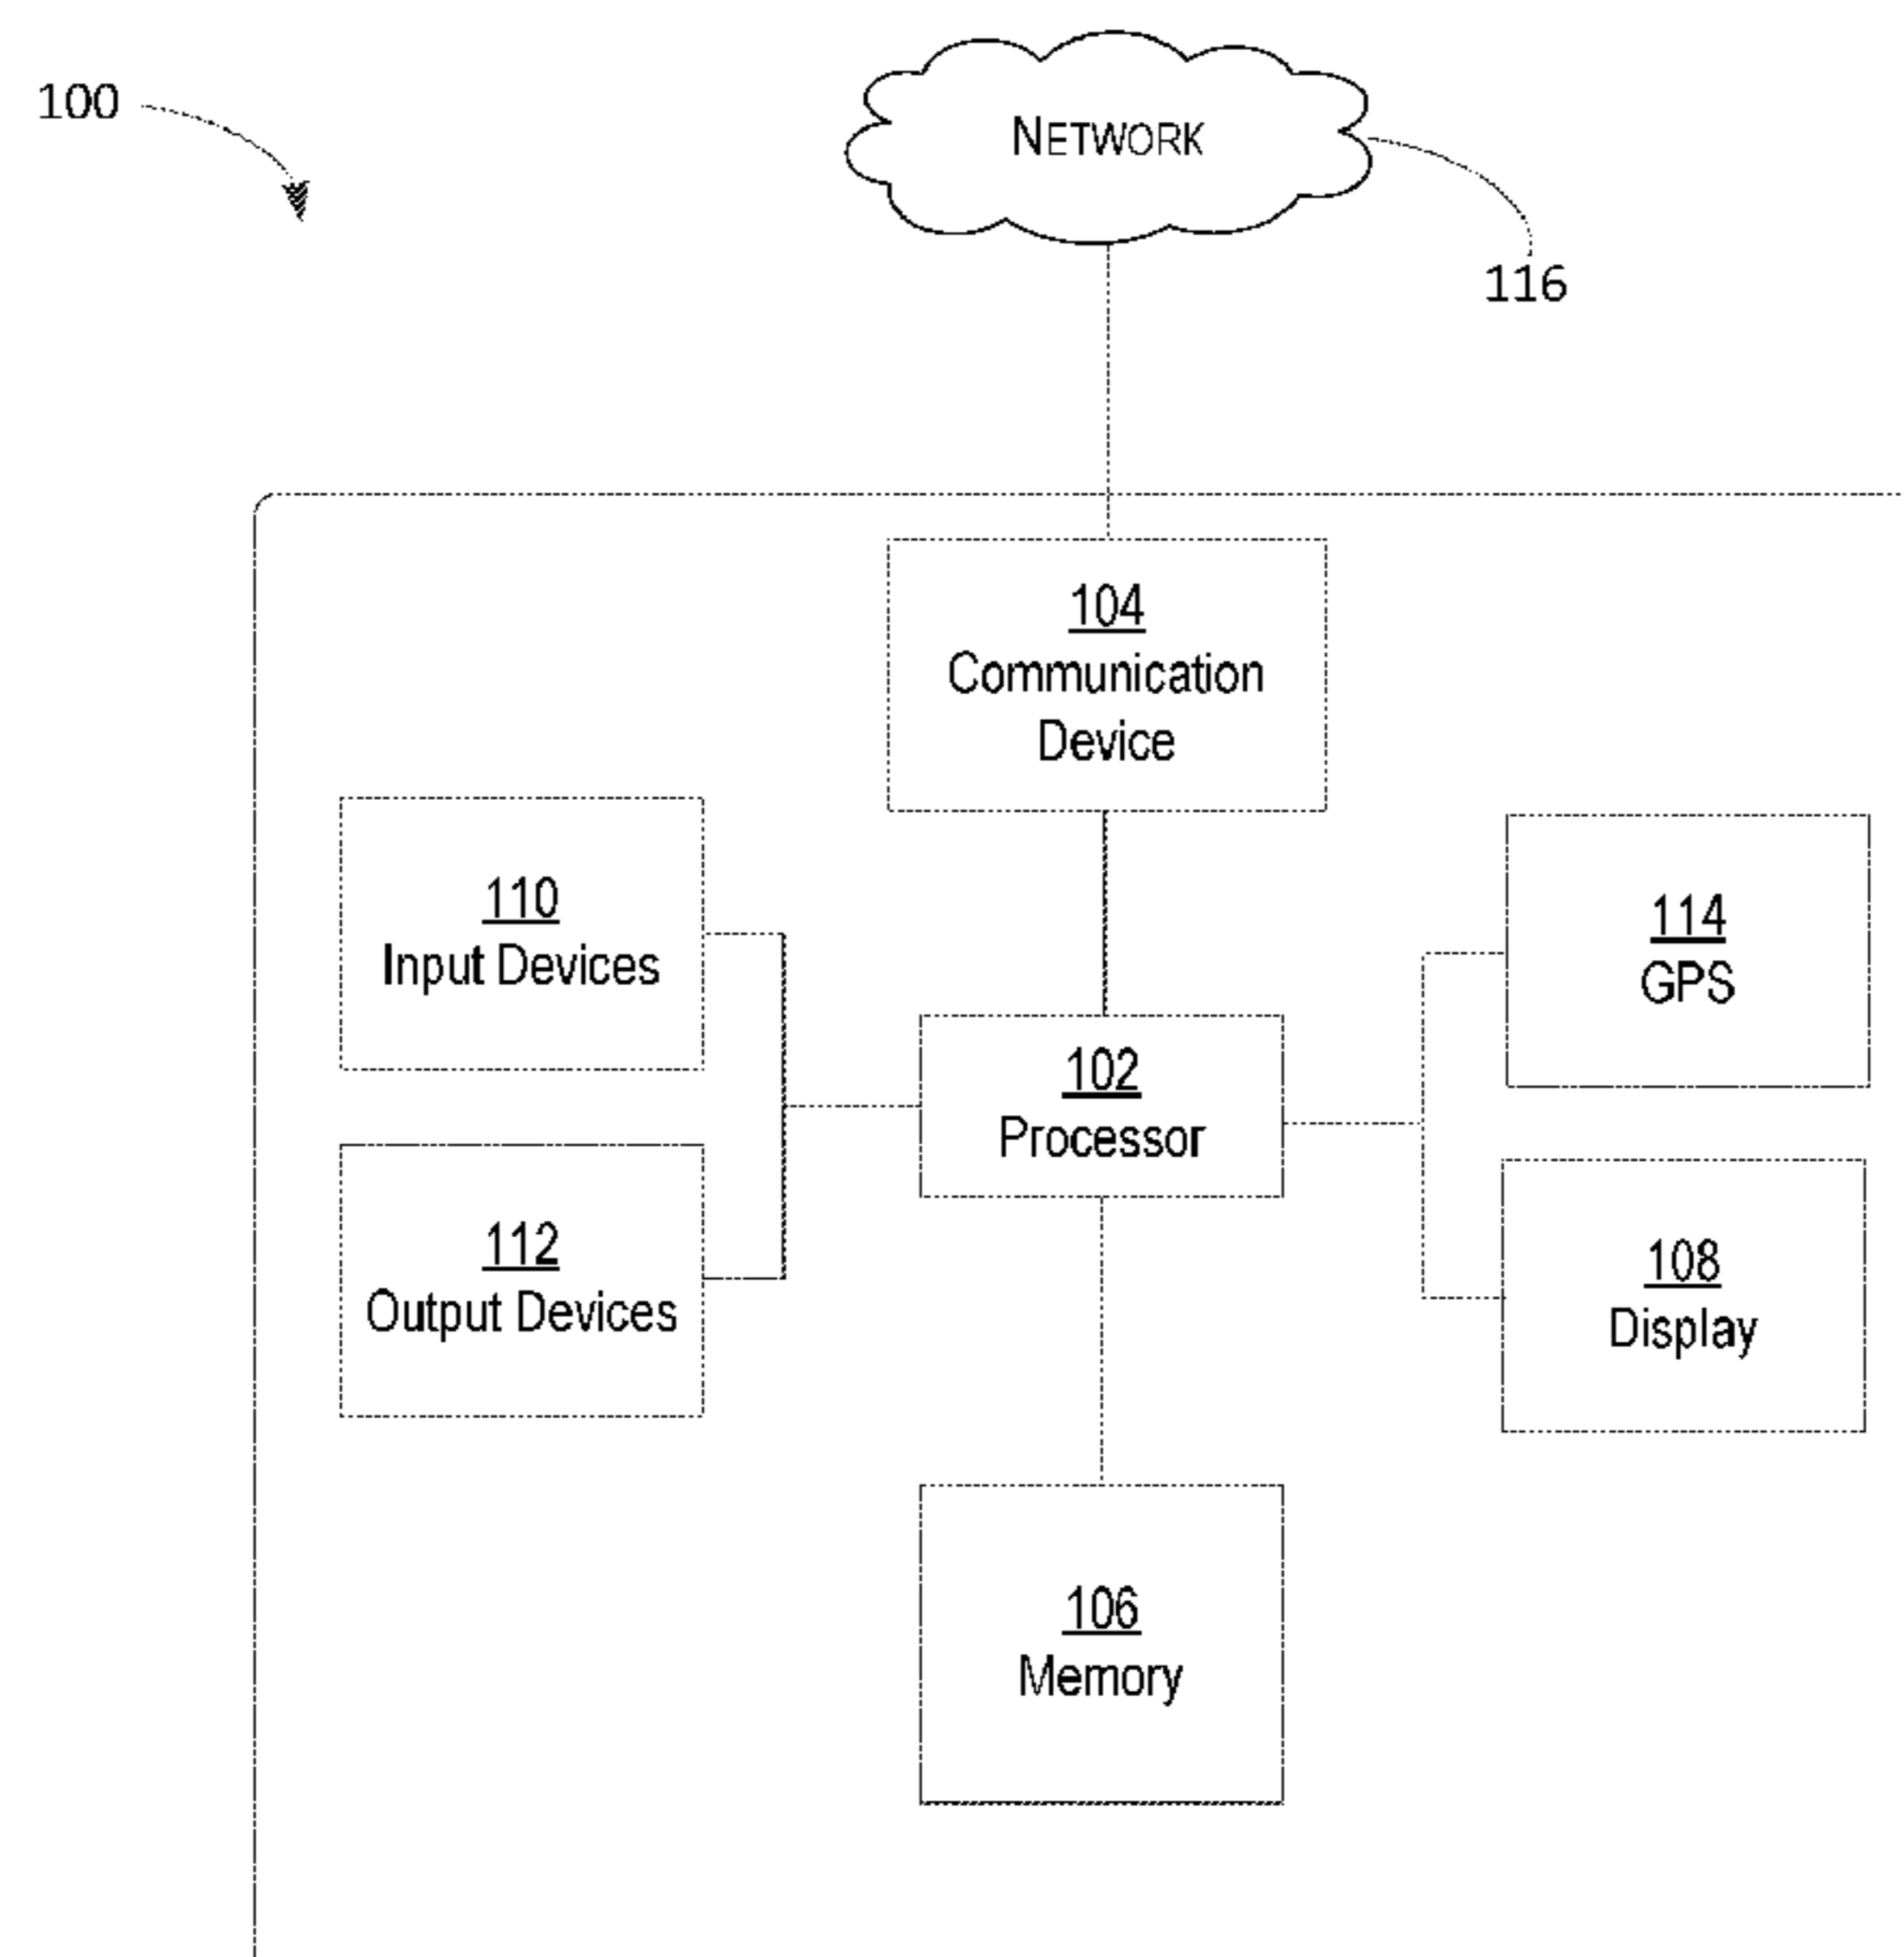 100
NETWORK
116
104
Communication
Device
110
Input Devices
114
GPS
102
Processor
112
Output Devices
108
Display
106
Memory